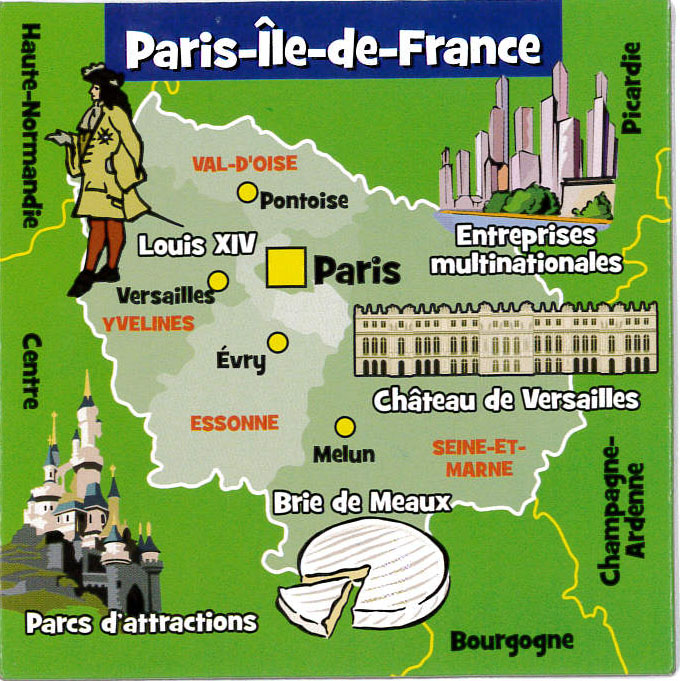 Paris-Île-de-France
Haute-Normandie
Picardie
VAL-D'OISE
Pontoise
Louis XIV
Entreprises
multinationales
Paris
Versailles
YVELINES
Centre
Évry
Château de Versailles
ESSONNE
Melun
SEINE-ET-
MARNE
Champagne-
Ardenne
Brie de Meaux
Parcs d'attractions
Bourgogne